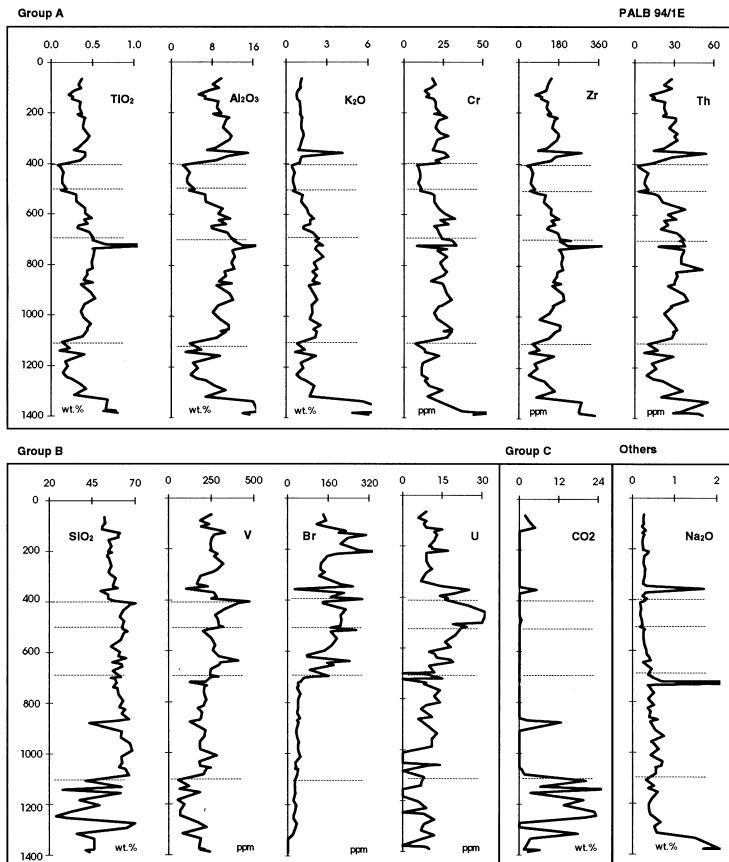 Group A PALB 94/1E
0.0 0.5 1.0 0 8 16 0 3 6 0 25 50 0 180 360 0 30 60
0
TiO₂ Al₂O₃ K₂O Cr Zr Th
200
400
600
800
1000
1200
1400
wt.% wt.% wt.% ppm ppm ppm
Group B Group C Others
20 45 70 0 250 500 0 160 320 0 15 30 0 12 24 0 1 2
0
SiO₂ V Br U CO2 Na₂O
200
400
600
800
1000
1200
1400
wt.% ppm ppm ppm wt.% wt.%